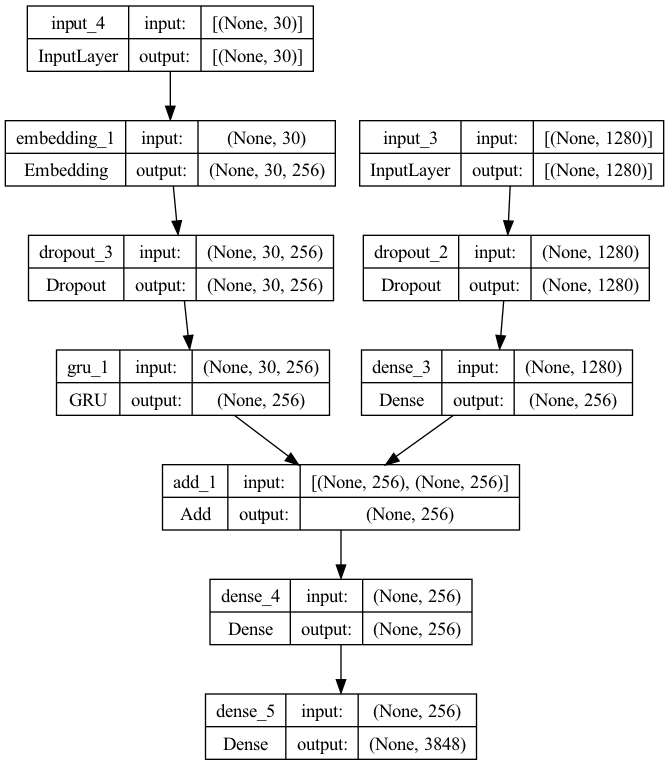 input_4 input: [(None, 30)]
InputLayer output: [(None, 30)]
embedding_1 input: (None, 30)
Embedding output: (None, 30, 256)
input_3 input: [(None, 1280)]
InputLayer output: [(None, 1280)]
dropout_3 input: (None, 30, 256)
Dropout output: (None, 30, 256)
dropout_2 input: (None, 1280)
Dropout output: (None, 1280)
gru_1 input: (None, 30, 256)
GRU output: (None, 256)
dense_3 input: (None, 1280)
Dense output: (None, 256)
add_1 input: [(None, 256), (None, 256)]
Add output: (None, 256)
dense_4 input: (None, 256)
Dense output: (None, 256)
dense_5 input: (None, 256)
Dense output: (None, 3848)